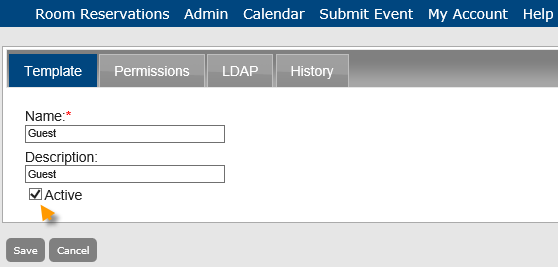 Room Reservations Admin Calendar Submit Event My Account Help
Template Permissions LDAP History
Name:*
Guest
Description:
Guest
Active
Save Cancel